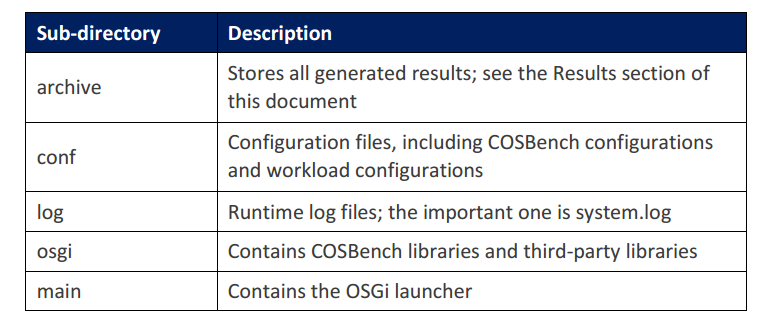 Sub-directory Description
archive Stores all generated results; see the Results section of
this document
conf Configuration files, including COSBench configurations
and workload configurations
log Runtime log files; the important one is system.log
osgi Contains COSBench libraries and third-party libraries
main Contains the OSGi launcher